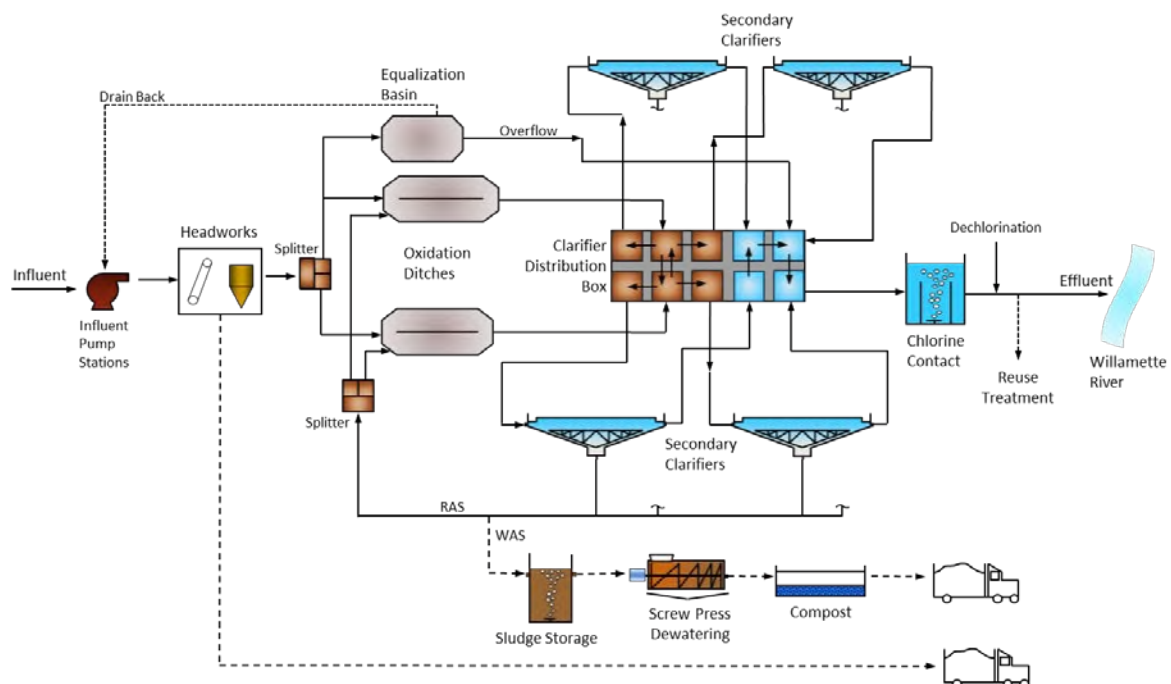 Secondary
Clarifiers
Equalization
Basin
Drain Back
Overflow
Headworks
Splitter
Clarifier
Distribution
Box
Oxidation
Ditches
Dechlorination
Influent
Effluent
Influent
Pump
Stations
Chlorine
Contact
Reuse
Treatment
Willamette
River
Splitter
Secondary
Clarifiers
RAS
WAS
Sludge Storage
Screw Press
Dewatering
Compost